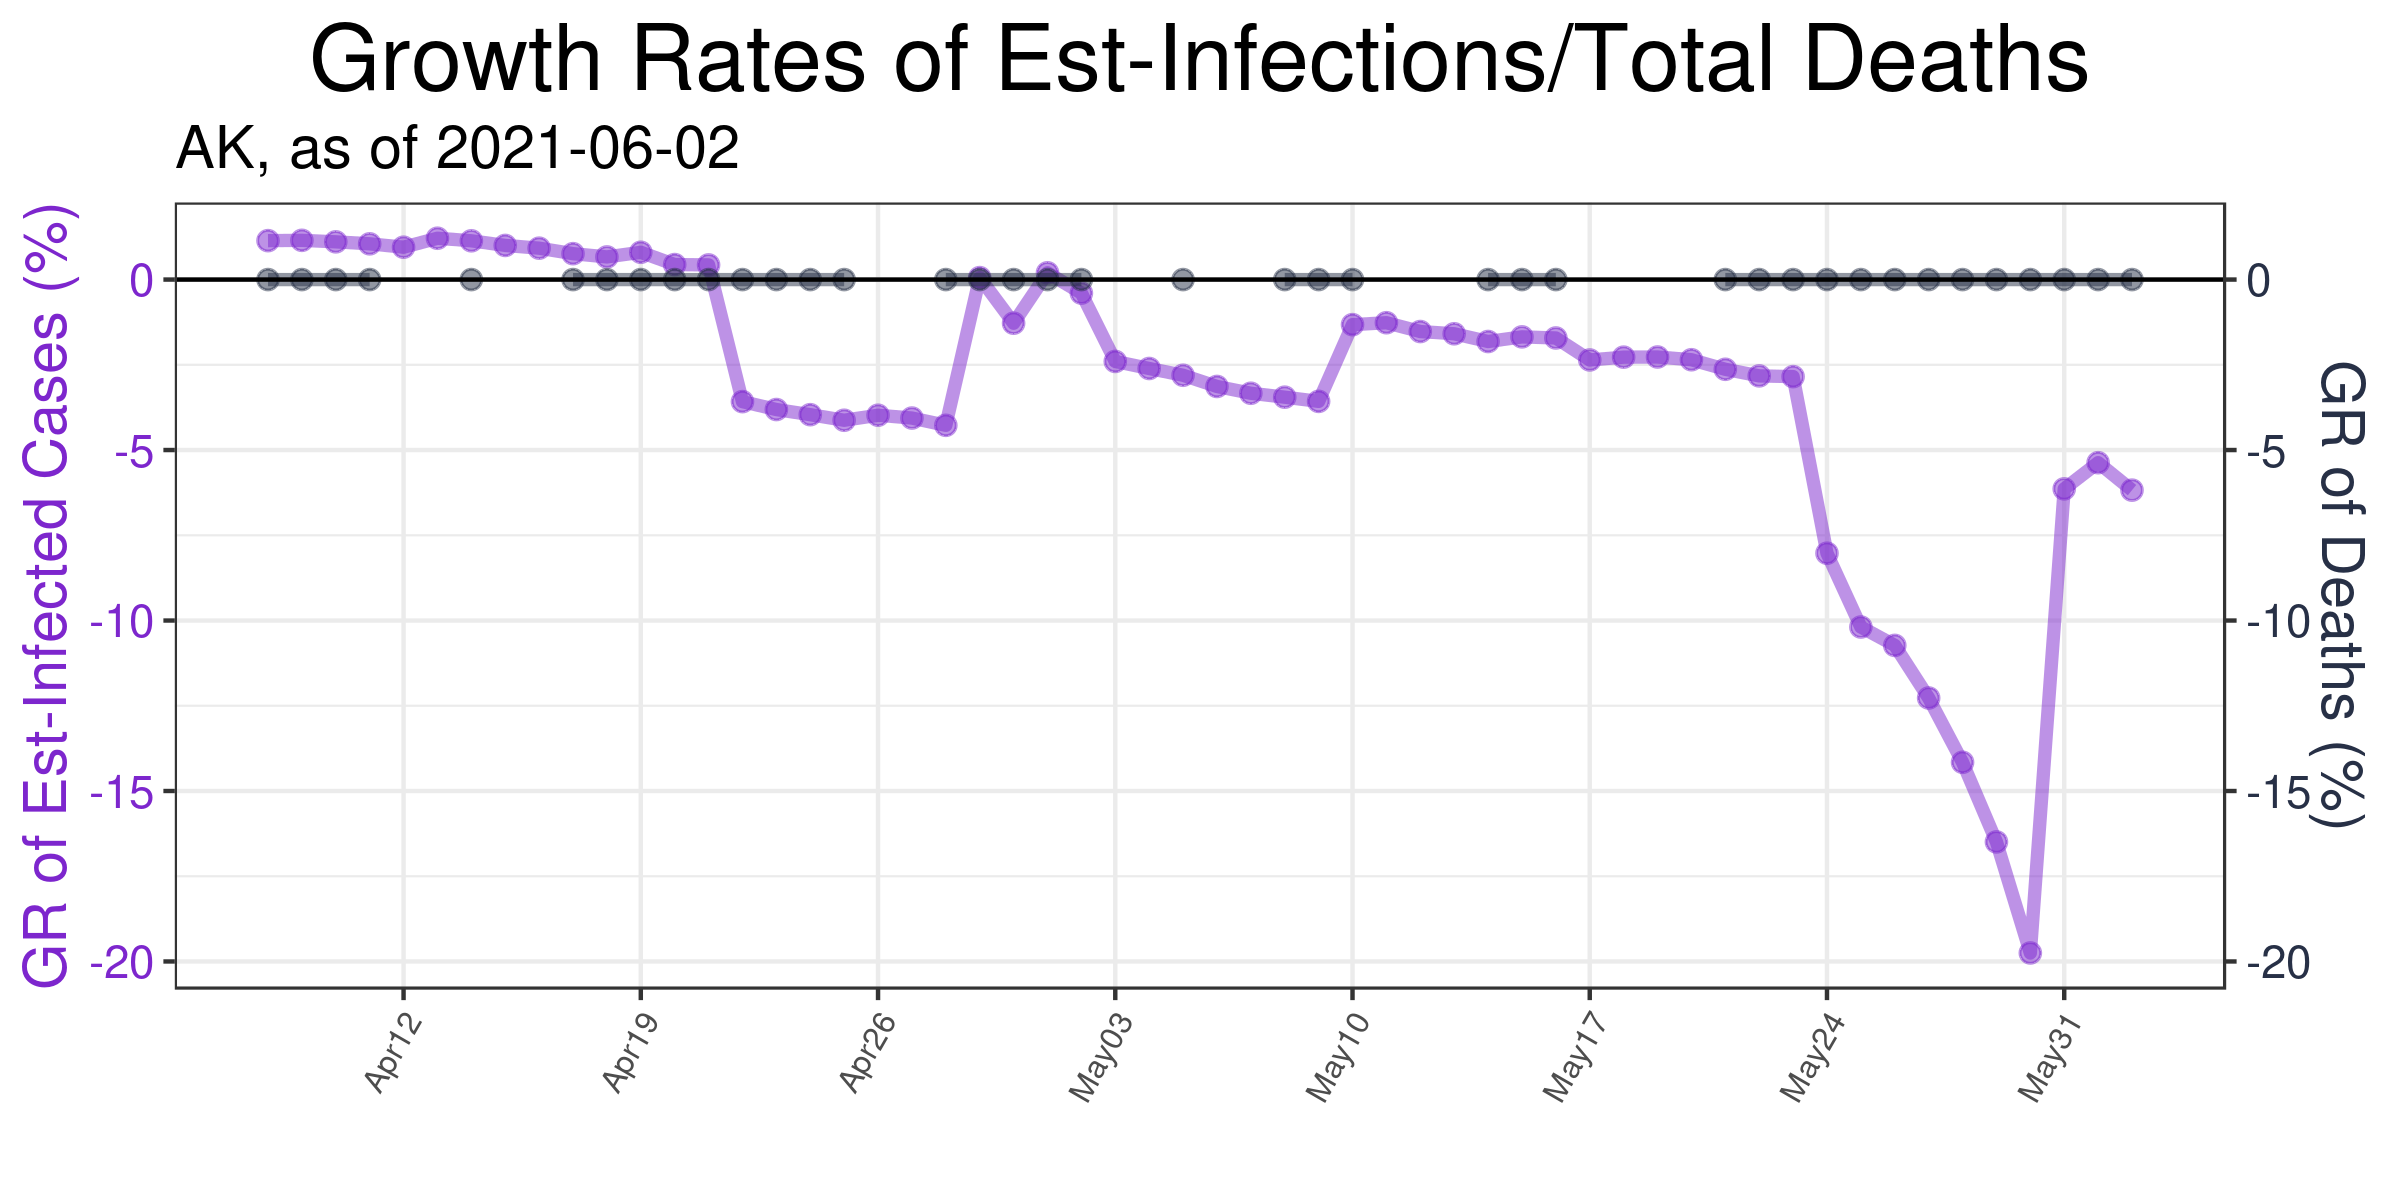 Growth Rates of Est-Infections/Total Deaths
AK, as of 2021-06-02
GR of Est-Infected Cases (%)
0
-5
-10
-15
-20
0
-5
-10
-15
-20
GR of Deaths (%)
Apr12
Apr19
Apr26
May03
May10
May17
May24
May31